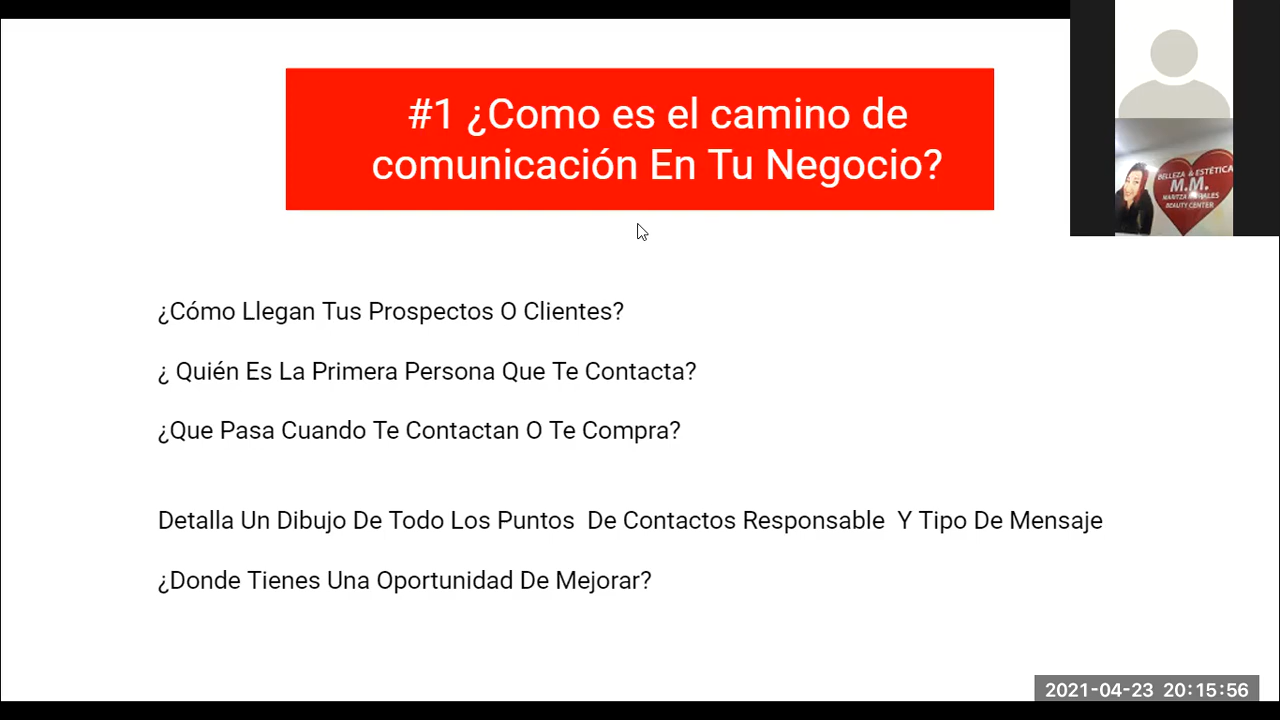 #1 ¿Como es el camino de
comunicación En Tu Negocio?
BELLEZA & ESTÉTICA
M.M.
BEAUTY CENTER
¿Cómo Llegan Tus Prospectos O Clientes?
¿ Quién Es La Primera Persona Que Te Contacta?
¿Que Pasa Cuando Te Contactan O Te Compra?
Detalla Un Dibujo De Todo Los Puntos  De Contactos Responsable  Y Tipo De Mensaje
¿Donde Tienes Una Oportunidad De Mejorar?
2021-04-23 20:15:56